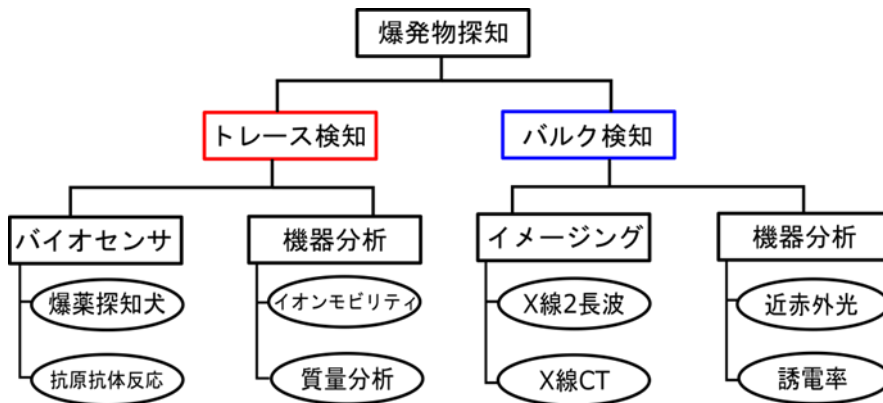 爆発物探知
トレース検知
バルク検知
バイオセンサ
機器分析
イメージング
機器分析
爆薬探知犬
イオンモビリティ
X線2長波
近赤外光
抗原抗体反応
質量分析
X線CT
誘電率